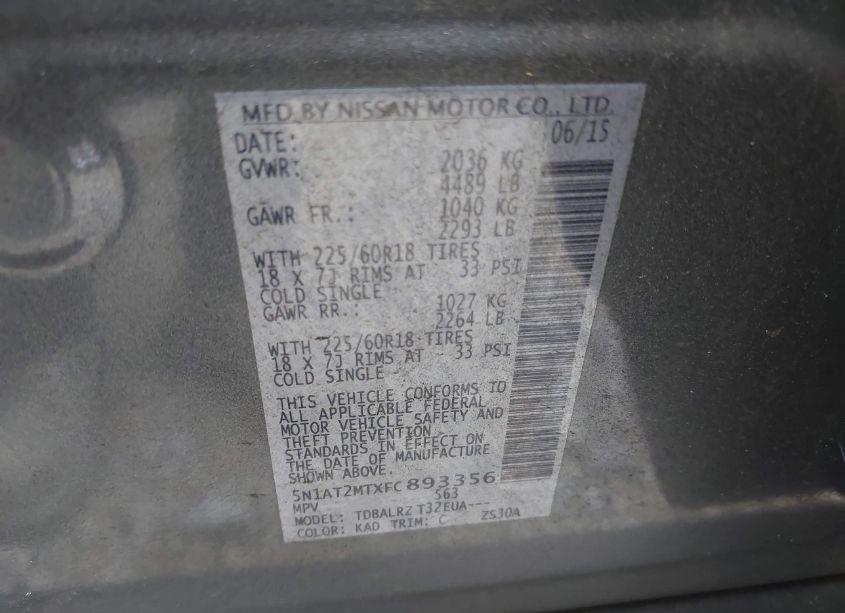 MFD BY NISSAN MOTOR CO., LTD.
DATE: 06/15
GVWR: 2036 KG
4489 LB
GAWR FR.: 1040 KG
2293 LB
WITH 225/60R18 TIRES
18 X 7J RIMS AT 33 PSI
COLD SINGLE
GAWR RR.: 1027 KG
2264 LB
WITH 225/60R18 TIRES
18 X 7J RIMS AT 33 PSI
COLD SINGLE
THIS VEHICLE CONFORMS TO
ALL APPLICABLE FEDERAL
MOTOR VEHICLE SAFETY AND
THEFT PREVENTION
STANDARDS IN EFFECT ON
THE DATE OF MANUFACTURE
SHOWN ABOVE.
5N1AT2MTXFC893356
MPV 563
MODEL: TDBALRZ T32EUA---
COLOR: KAD TRIM: C ZS30A